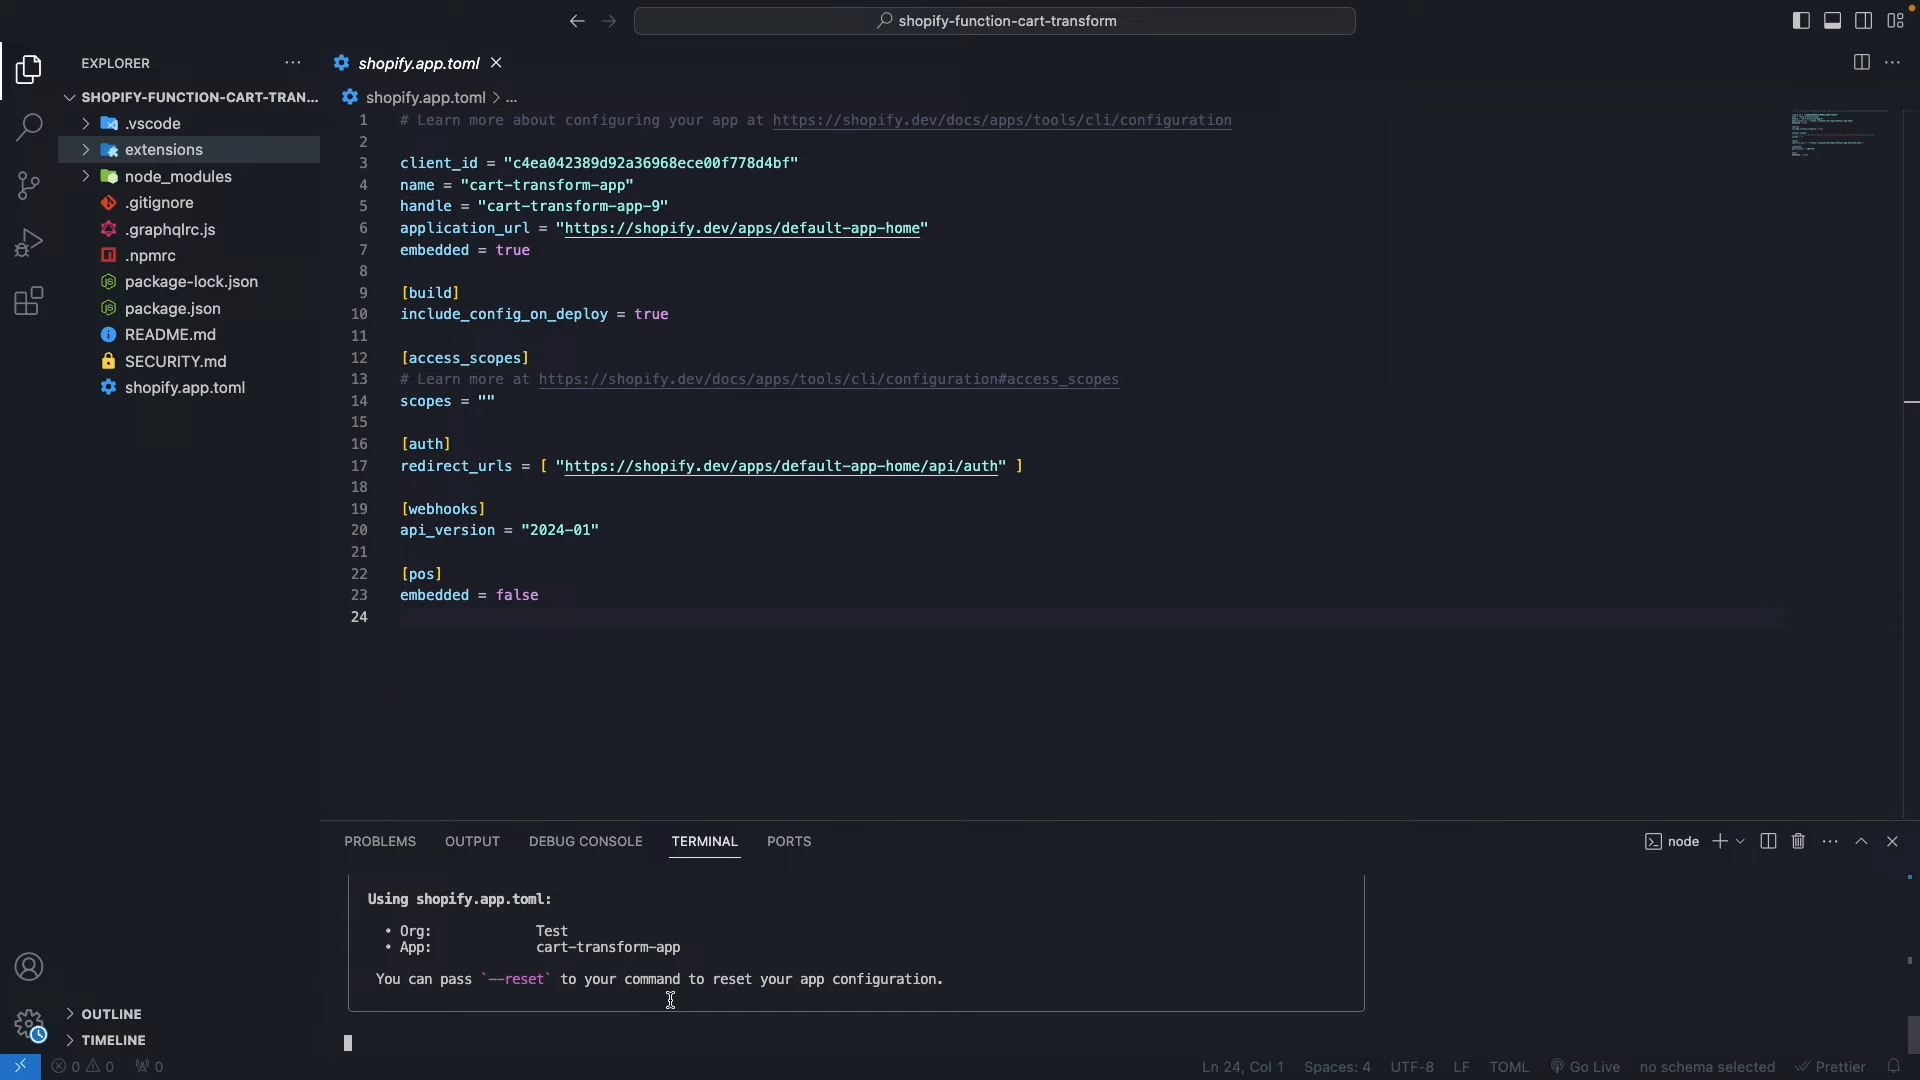 shopify-function-cart-transform
EXPLORER
shopify.app.toml
SHOPIFY-FUNCTION-CART-TRAN...
shopify.app.toml > ...
.vscode
extensions
node_modules
.gitignore
.graphqlrc.js
.npmrc
package-lock.json
package.json
README.md
SECURITY.md
shopify.app.toml
1 # Learn more about configuring your app at https://shopify.dev/docs/apps/tools/cli/configuration
2
3 client_id = "c4ea042389d92a36968ece00f778d4bf"
4 name = "cart-transform-app"
5 handle = "cart-transform-app-9"
6 application_url = "https://shopify.dev/apps/default-app-home"
7 embedded = true
8
9 [build]
10 include_config_on_deploy = true
11
12 [access_scopes]
13 # Learn more at https://shopify.dev/docs/apps/tools/cli/configuration#access_scopes
14 scopes = ""
15
16 [auth]
17 redirect_urls = [ "https://shopify.dev/apps/default-app-home/api/auth" ]
18
19 [webhooks]
20 api_version = "2024-01"
21
22 [pos]
23 embedded = false
24
PROBLEMS OUTPUT DEBUG CONSOLE TERMINAL PORTS
node
Using shopify.app.toml:
• Org: Test
• App: cart-transform-app
You can pass `--reset` to your command to reset your app configuration.
OUTLINE
TIMELINE
0 0 0
Ln 24, Col 1 Spaces: 4 UTF-8 LF TOML Go Live no schema selected Prettier